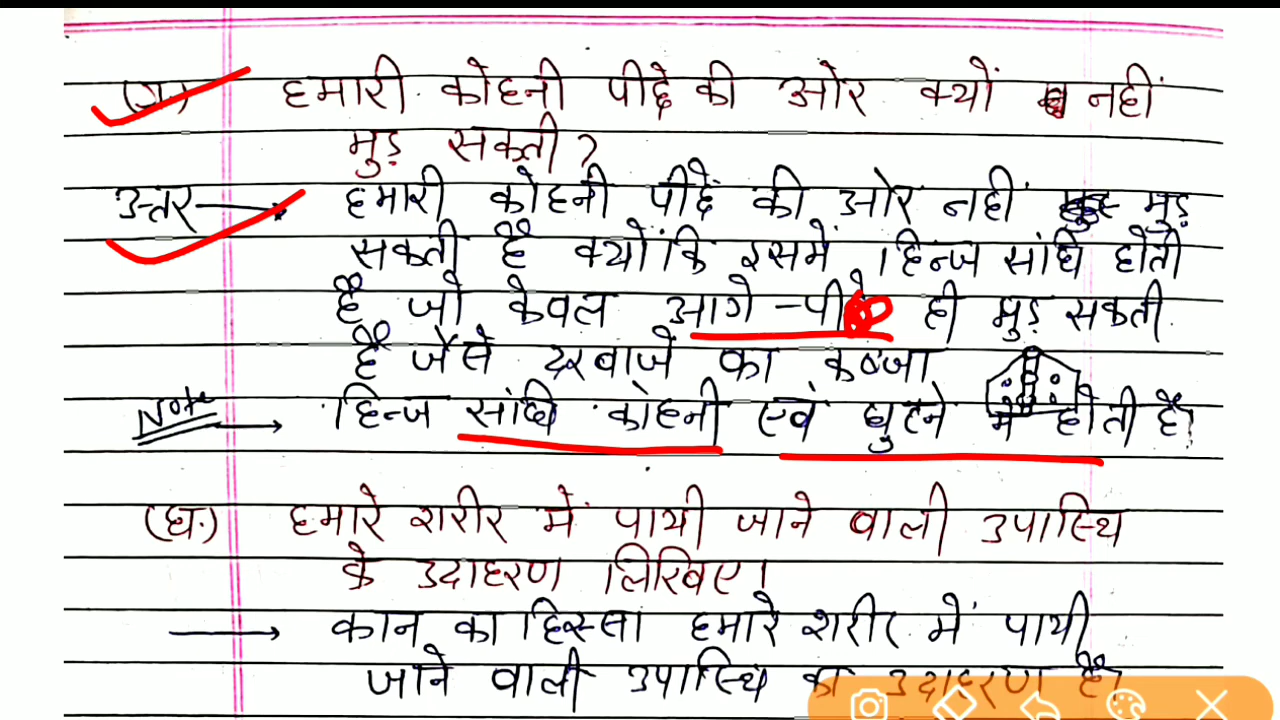 (ग) हमारी कोहनी पीछे की ओर क्यों नहीं
मुड़ सकती?
उत्तर → हमारी कोहनी पीछे की ओर नहीं मुड़
सकती है क्योंकि इसमें हिन्ज संधि होती
है जो केवल आगे - पीछे ही मुड़ सकती
है जैसे दरवाजे का कब्जा
Note → हिन्ज संधि कोहनी एवं घुटने में होती है।
(घ) हमारे शरीर में पायी जाने वाली उपास्थि
के उदाहरण लिखिए।
→ कान का हिस्सा हमारे शरीर में पायी
जाने वाली उपास्थि का उदाहरण है।